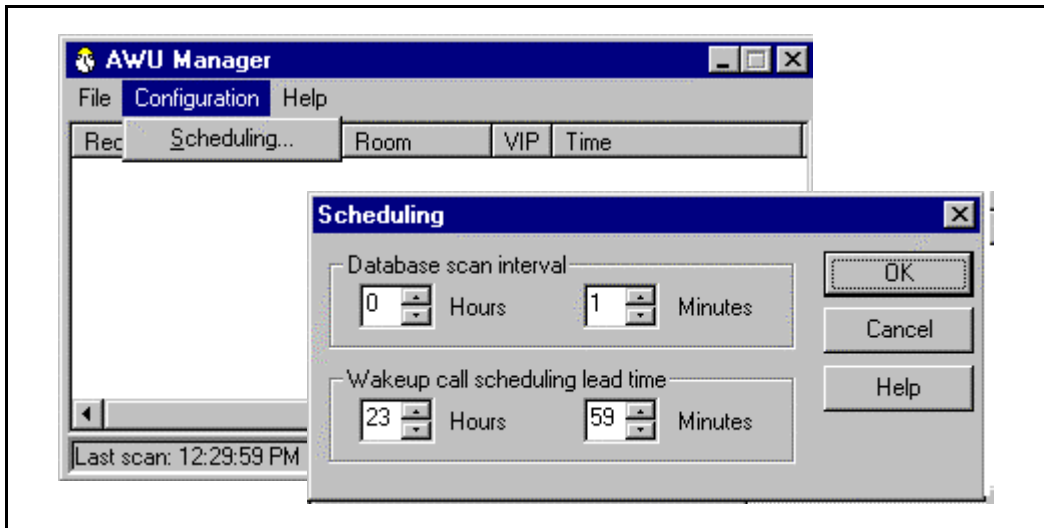 AWU Manager
File Configuration Help
Rec Scheduling... Room VIP Time
Scheduling
Database scan interval
0 Hours 1 Minutes
OK
Cancel
Wakeup call scheduling lead time
23 Hours 59 Minutes
Help
Last scan: 12:29:59 PM